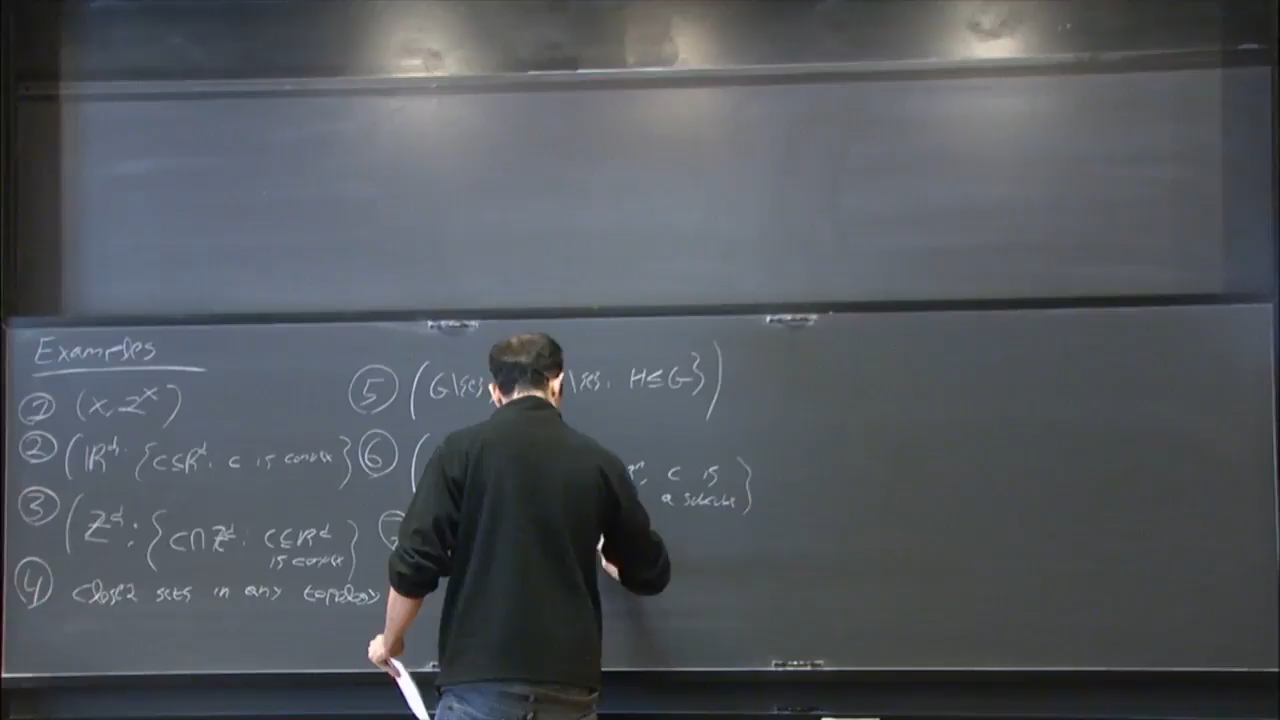 Examples
① (X, 2^X)
② (ℝ^d, {C⊆ℝ^d: C is convex})
③ (ℤ^d, {C∩ℤ^d: C⊆ℝ^d
is convex})
④ closed sets in any topology
⑤ (G\{e} \{e}: H≤G})
⑥ ( C is
a subcube})